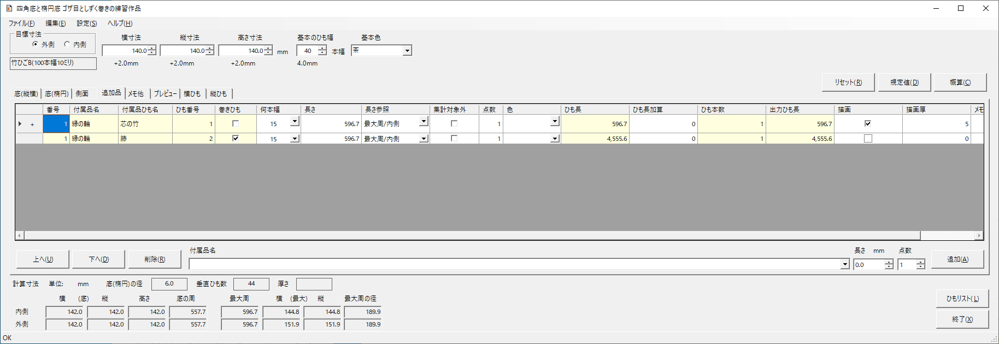 四角底と楕円底 ゴザ目としずく巻きの練習作品
ファイル(F) 編集(E) 設定(S) ヘルプ(H)
目標寸法 横寸法 縦寸法 高さ寸法 基本のひも幅 基本色
外側 内側 140.0 140.0 140.0 mm 40 本幅 茶
竹ひごB(100本幅10ミリ) +2.0mm +2.0mm +2.0mm 4.0mm
リセット(R) 規定値(D) 概算(C)
底(縦横) 底(楕円) 側面 追加品 メモ他 プレビュー 横ひも 縦ひも
番号 付属品名 付属品ひも名 ひも番号 巻きひも 何本幅 長さ 長さ参照 集計対象外 点数 色 ひも長 ひも長加算 ひも本数 出力ひも長 描画 描画厚 メモ
+ 1 縁の輪 芯の竹 1 15 596.7 最大周/内側 1 596.7 0 1 596.7 5
1 縁の輪 籐 2 15 596.7 最大周/内側 1 4,555.6 0 1 4,555.6 0
上へ(U) 下へ(D) 削除(R) 付属品名 長さ mm 点数
0.0 1 追加(A)
計算寸法 単位: mm 底(楕円)の径 6.0 垂直ひも数 44 厚さ
横 (底) 縦 高さ 底の周 最大周 横 (最大) 縦 最大周の径
内側 142.0 142.0 142.0 557.7 596.7 144.8 144.8 189.9
外側 142.0 142.0 142.0 557.7 596.7 151.9 151.9 189.9
ひもリスト(L)
終了(X)
OK